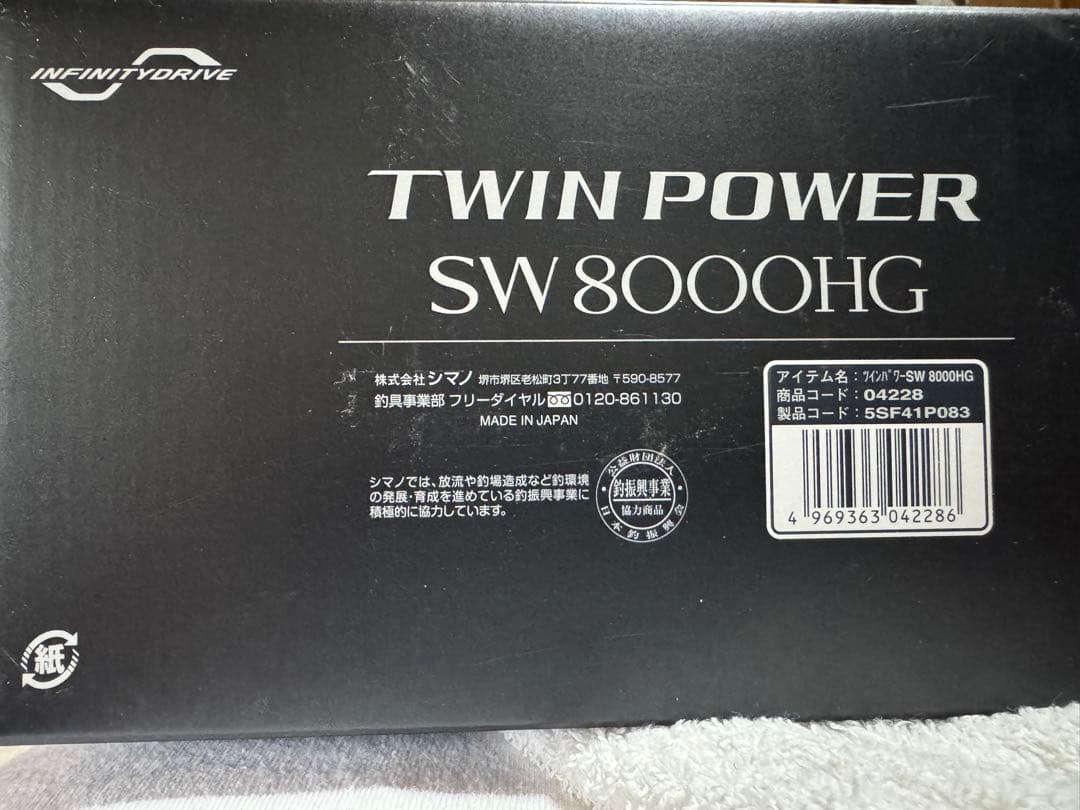 INFINITYDRIVE
TWIN POWER
SW 8000HG
株式会社 シマノ 堺市堺区老松町3丁77番地 〒590-8577
釣具事業部 フリーダイヤル 0120-861130
MADE IN JAPAN
シマノでは、放流や釣場造成など釣環境
の発展・育成を進めている釣振興事業に
積極的に協力しています。
公益財団法人
釣振興事業
協力商品
日本釣振興会
アイテム名：ﾂインﾊﾟワーSW 8000HG
商品コード：04228
製品コード：5SF41P083
4 969363 042286
紙